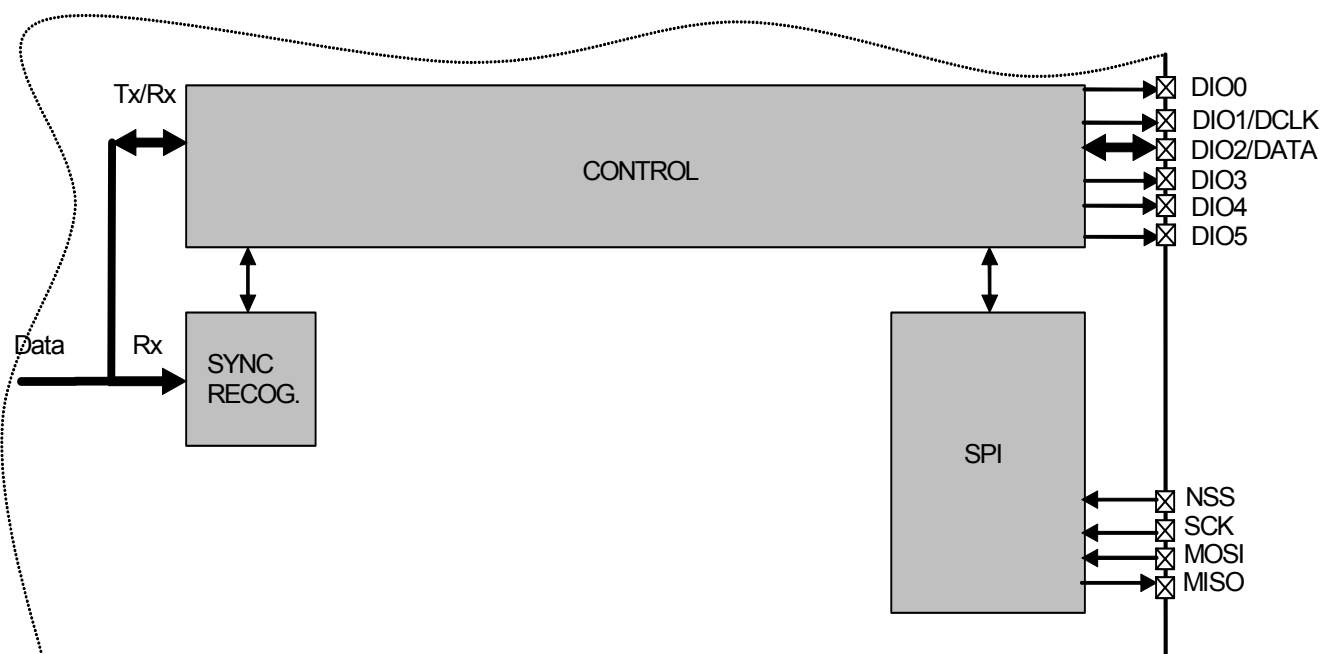 Tx/Rx
CONTROL
DIO0
DIO1/DCLK
DIO2/DATA
DIO3
DIO4
DIO5
Data
Rx
SYNC
RECOG.
SPI
NSS
SCK
MOSI
MISO